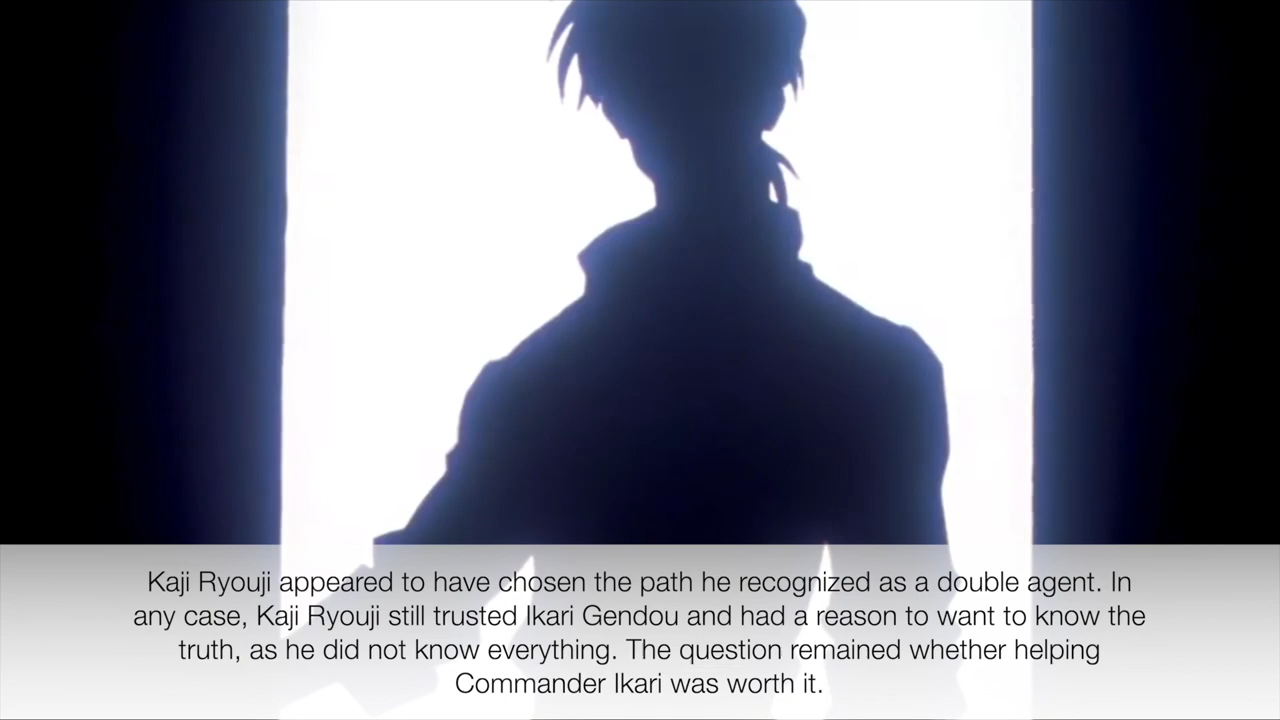 Kaji Ryouji appeared to have chosen the path he recognized as a double agent. In
any case, Kaji Ryouji still trusted Ikari Gendou and had a reason to want to know the
truth, as he did not know everything. The question remained whether helping
Commander Ikari was worth it.